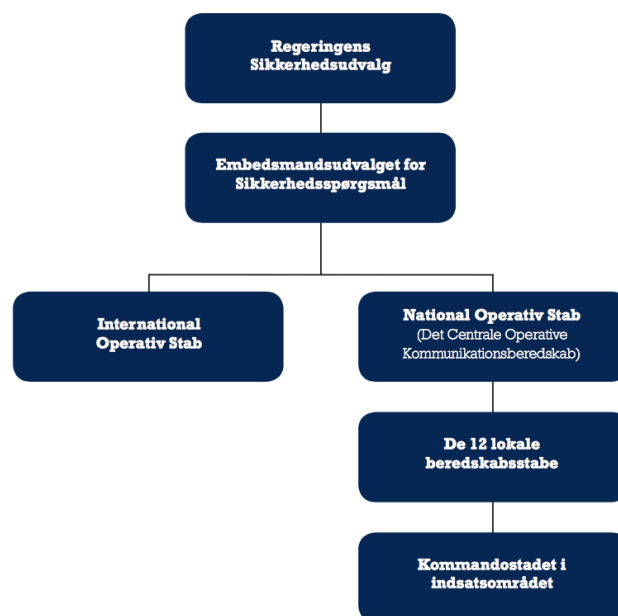 Regeringens
Sikkerhedsudvalg
Embedsmandsudvalget for
Sikkerhedsspørgsmål
International
Operativ Stab
National Operativ Stab
(Det Centrale Operative
Kommunikationsberedskab)
De 12 lokale
beredskabsstabe
Kommandostadet i
indsatsområdet